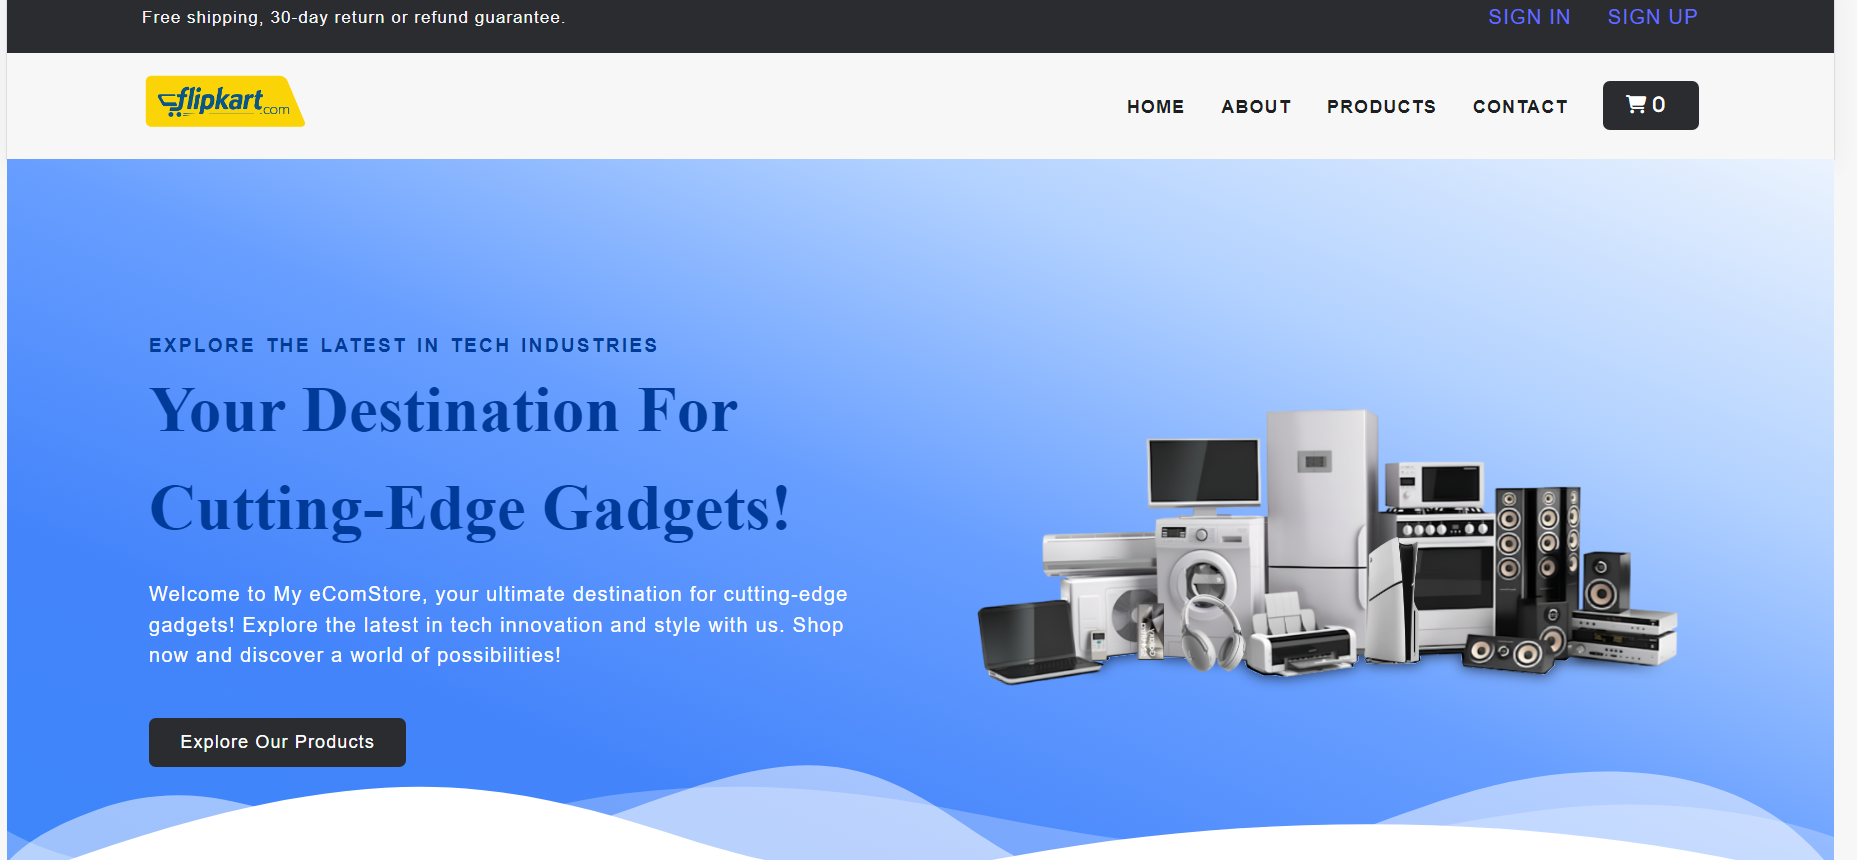 Free shipping, 30-day return or refund guarantee.
SIGN IN SIGN UP
flipkart.com
HOME ABOUT PRODUCTS CONTACT 0
EXPLORE THE LATEST IN TECH INDUSTRIES
Your Destination For
Cutting-Edge Gadgets!
Welcome to My eComStore, your ultimate destination for cutting-edge
gadgets! Explore the latest in tech innovation and style with us. Shop
now and discover a world of possibilities!
Explore Our Products